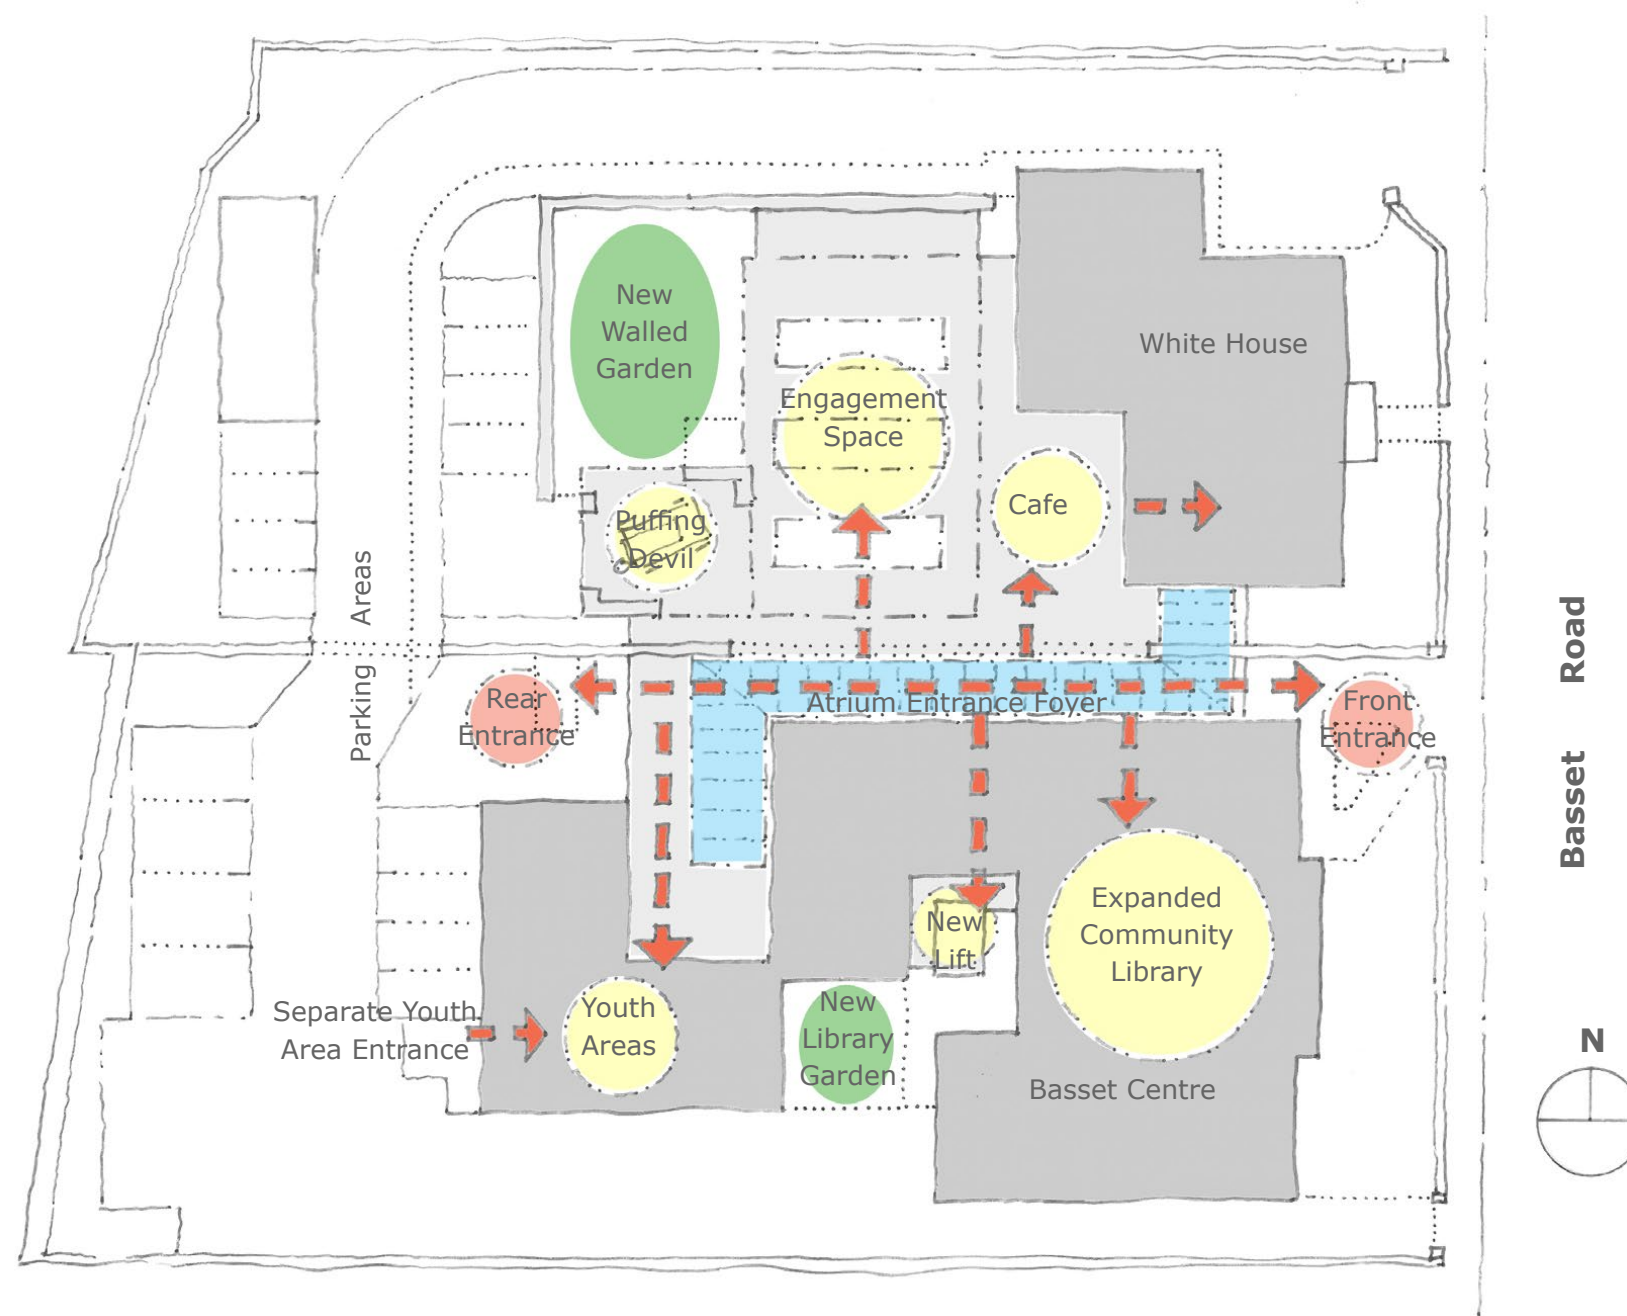 New
Walled
Garden
White House
Engagement
Space
Cafe
Puffing
Devil
Parking Areas
Basset Road
Rear
Entrance
Atrium Entrance Foyer
Front
Entrance
Expanded
Community
Library
New
Lift
Separate Youth
Area Entrance
Youth
Areas
New
Library
Garden
Basset Centre
N